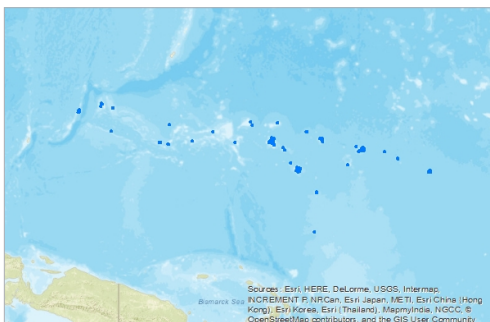 Bismarck Sea
Sources: Esri, HERE, DeLorme, USGS, Intermap,
INCREMENT P, NRCan, Esri Japan, METI, Esri China (Hong
Kong), Esri Korea, Esri (Thailand), MapmyIndia, NGCC, ©
OpenStreetMap contributors, and the GIS User Community